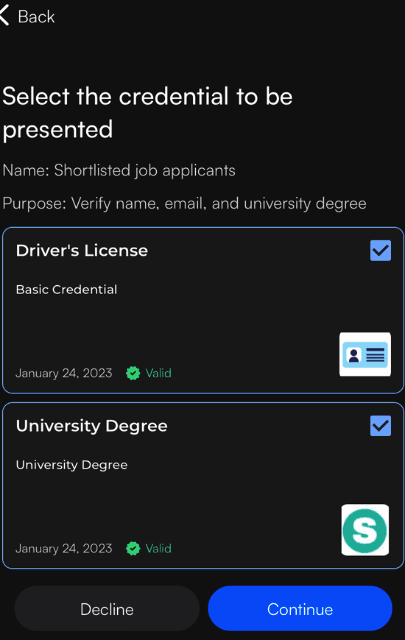 Back
Select the credential to be
presented
Name: Shortlisted job applicants
Purpose: Verify name, email, and university degree
Driver's License
Basic Credential
January 24, 2023 Valid
University Degree
University Degree
S
January 24, 2023 Valid
Decline Continue